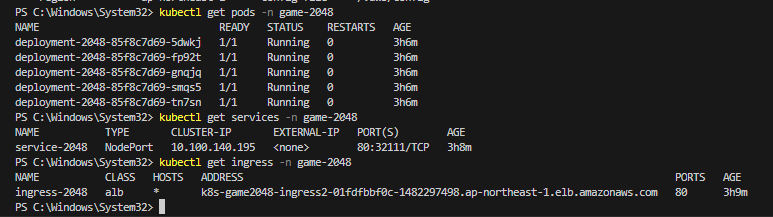 PS C:\Windows\System32> kubectl get pods -n game-2048
NAME READY STATUS RESTARTS AGE
deployment-2048-85f8c7d69-5dwkj 1/1 Running 0 3h6m
deployment-2048-85f8c7d69-fp92t 1/1 Running 0 3h6m
deployment-2048-85f8c7d69-gnqjq 1/1 Running 0 3h6m
deployment-2048-85f8c7d69-smqs5 1/1 Running 0 3h6m
deployment-2048-85f8c7d69-tn7sn 1/1 Running 0 3h6m
PS C:\Windows\System32> kubectl get services -n game-2048
NAME TYPE CLUSTER-IP EXTERNAL-IP PORT(S) AGE
service-2048 NodePort 10.100.140.195 <none> 80:32111/TCP 3h8m
PS C:\Windows\System32> kubectl get ingress -n game-2048
NAME CLASS HOSTS ADDRESS PORTS AGE
ingress-2048 alb * k8s-game2048-ingress2-01fdfbbf0c-1482297498.ap-northeast-1.elb.amazonaws.com 80 3h9m
PS C:\Windows\System32>